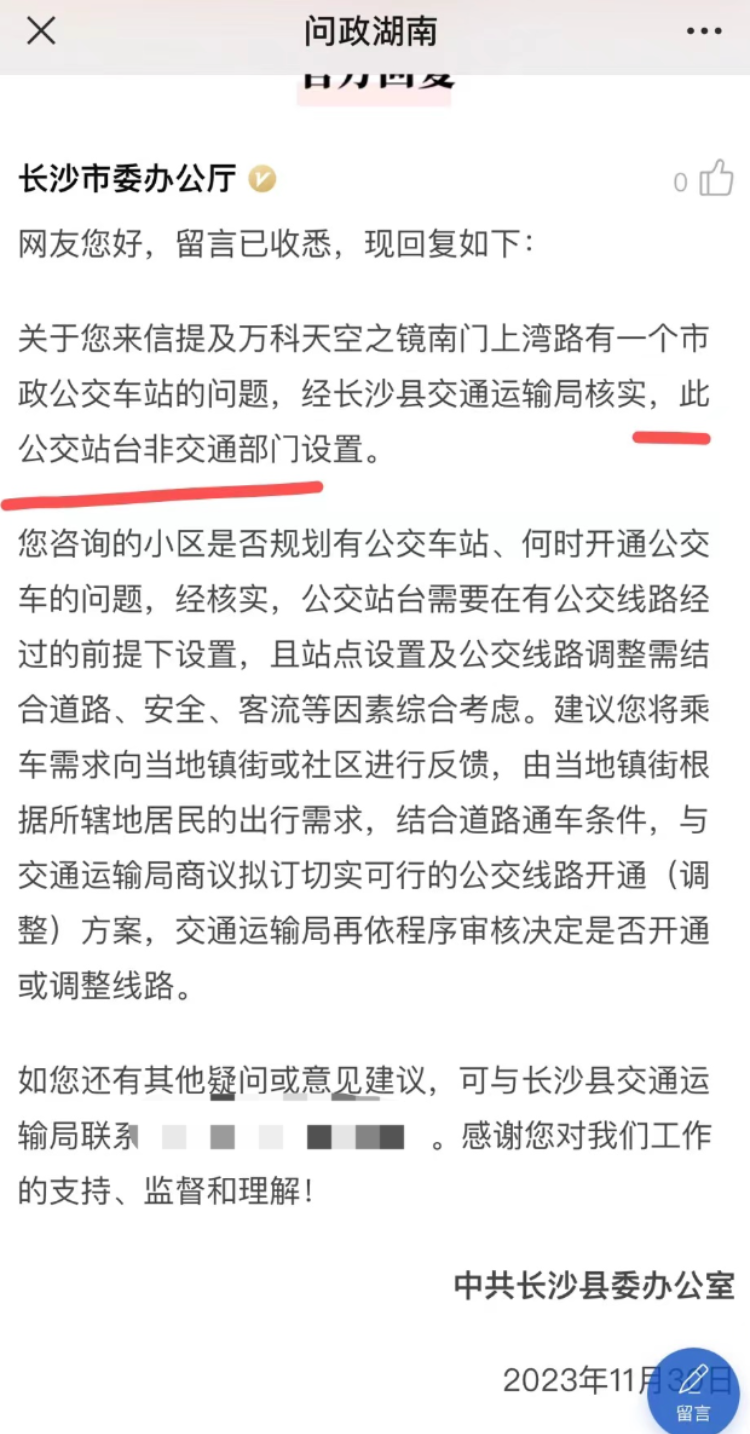 问政湖南
官方回复
长沙市委办公厅
0
网友您好，留言已收悉，现回复如下：
关于您来信提及万科天空之镜南门上湾路有一个市
政公交车站的问题，经长沙县交通运输局核实，此
公交站台非交通部门设置。
您咨询的小区是否规划有公交车站、何时开通公交
车的问题，经核实，公交站台需要在有公交线路经
过的前提下设置，且站点设置及公交线路调整需结
合道路、安全、客流等因素综合考虑。建议您将乘
车需求向当地镇街或社区进行反馈，由当地镇街根
据所辖地居民的出行需求，结合道路通车条件，与
交通运输局商议拟订切实可行的公交线路开通（调
整）方案，交通运输局再依程序审核决定是否开通
或调整线路。
如您还有其他疑问或意见建议，可与长沙县交通运
输局联系 。感谢您对我们工作
的支持、监督和理解！
中共长沙县委办公室
2023年11月30日
留言